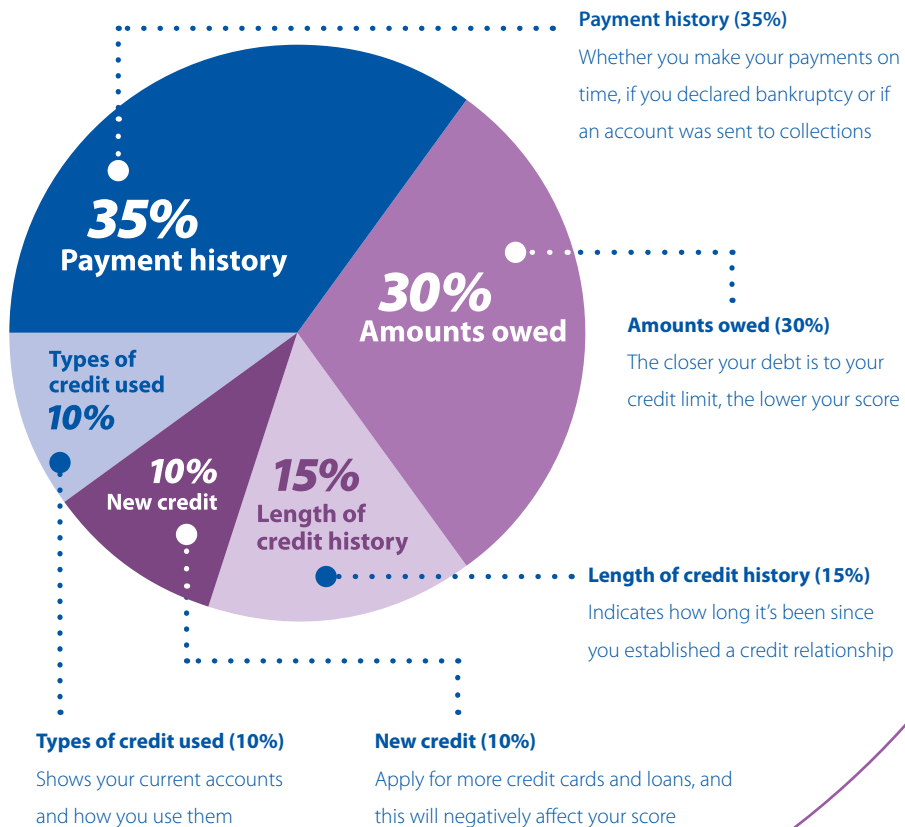 Payment history (35%)
Whether you make your payments on
time, if you declared bankruptcy or if
an account was sent to collections
35%
Payment history
30%
Amounts owed
Amounts owed (30%)
The closer your debt is to your
credit limit, the lower your score
Types of
credit used
10%
10%
New credit
15%
Length of
credit history
Length of credit history (15%)
Indicates how long it’s been since
you established a credit relationship
Types of credit used (10%)
Shows your current accounts
and how you use them
New credit (10%)
Apply for more credit cards and loans, and
this will negatively affect your score